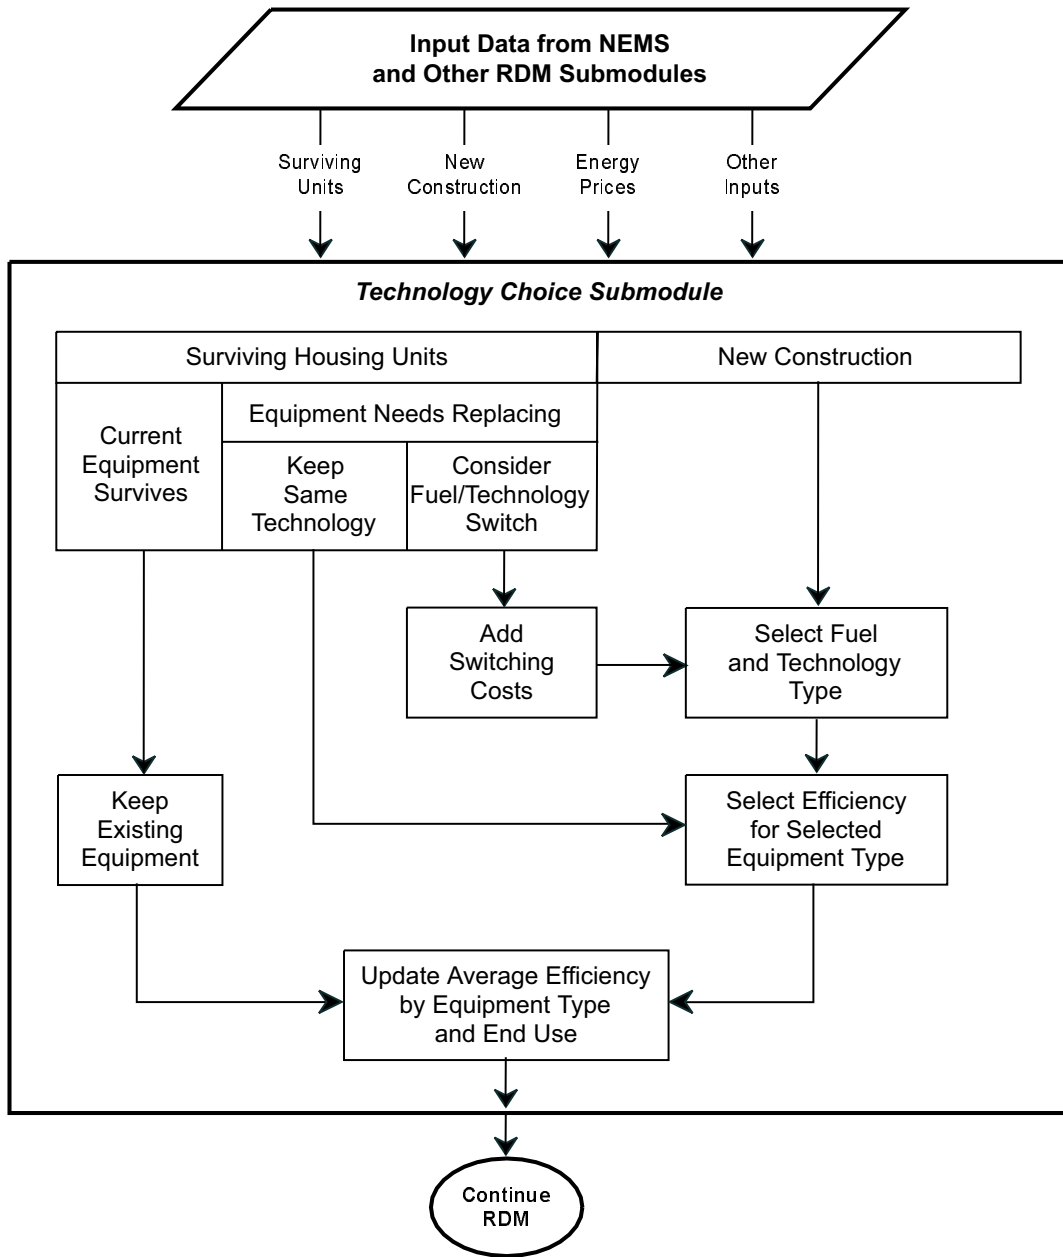 Input Data from NEMS
and Other RDM Submodules
Surviving
Units
New
Construction
Energy
Prices
Other
Inputs
Technology Choice Submodule
Surviving Housing Units
New Construction
Current
Equipment
Survives
Equipment Needs Replacing
Keep
Same
Technology
Consider
Fuel/Technology
Switch
Add
Switching
Costs
Select Fuel
and Technology
Type
Keep
Existing
Equipment
Select Efficiency
for Selected
Equipment Type
Update Average Efficiency
by Equipment Type
and End Use
Continue
RDM